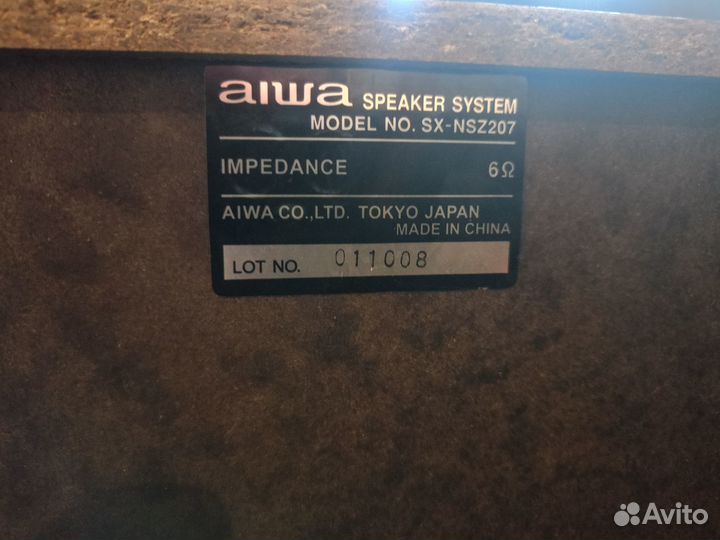 aiwa SPEAKER SYSTEM
MODEL NO. SX-NSZ207
IMPEDANCE 6Ω
AIWA CO.,LTD. TOKYO JAPAN
MADE IN CHINA
LOT NO. 011008
Avito